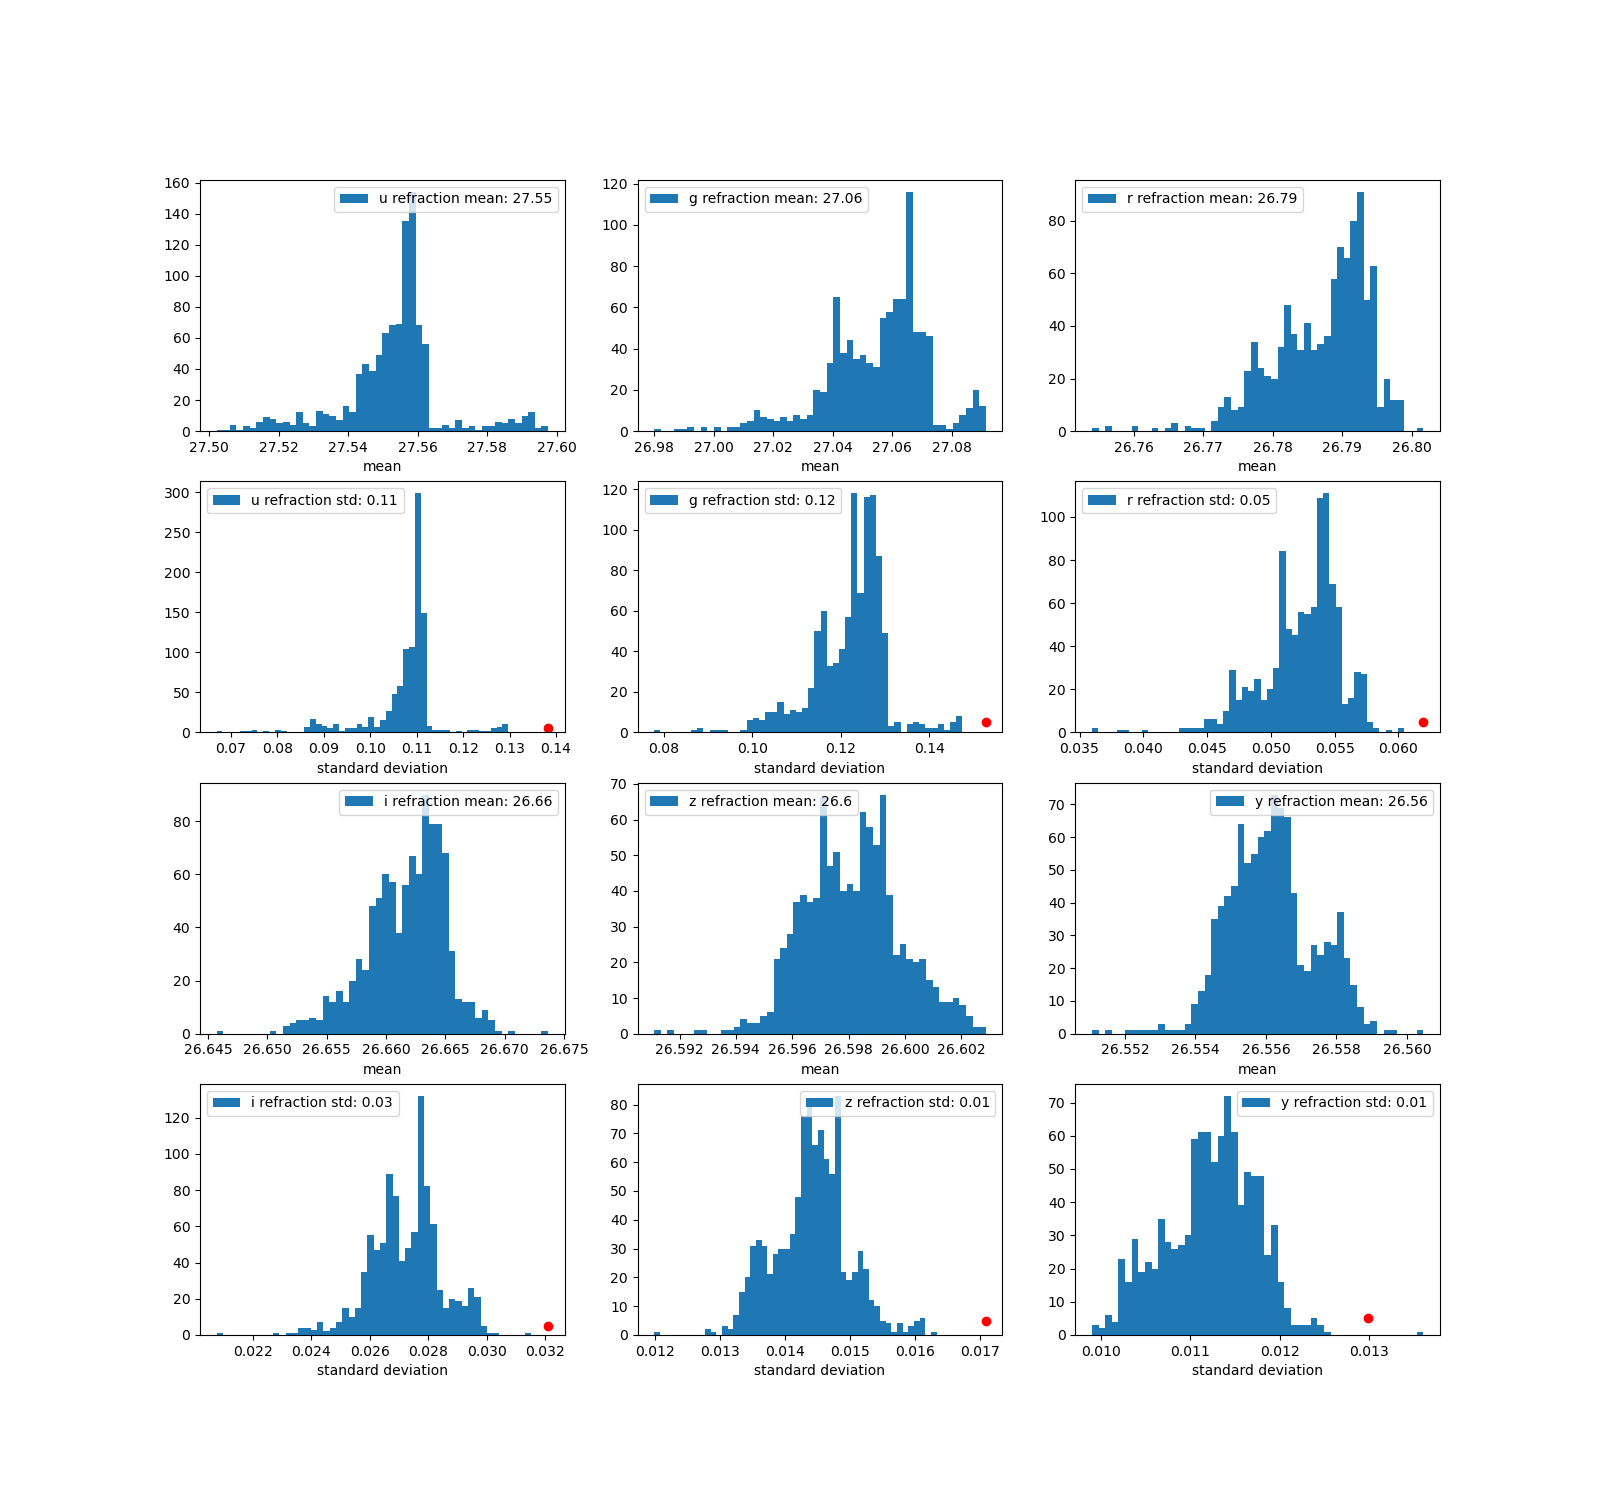 u refraction mean: 27.55
160
140
120
100
80
60
40
20
0
27.50 27.52 27.54 27.56 27.58 27.60
mean
g refraction mean: 27.06
120
100
80
60
40
20
0
26.98 27.00 27.02 27.04 27.06 27.08
mean
r refraction mean: 26.79
80
60
40
20
0
26.76 26.77 26.78 26.79 26.80
mean
u refraction std: 0.11
300
250
200
150
100
50
0
0.07 0.08 0.09 0.10 0.11 0.12 0.13 0.14
standard deviation
g refraction std: 0.12
120
100
80
60
40
20
0
0.08 0.10 0.12 0.14
standard deviation
r refraction std: 0.05
100
80
60
40
20
0
0.035 0.040 0.045 0.050 0.055 0.060
standard deviation
i refraction mean: 26.66
80
60
40
20
0
26.645 26.650 26.655 26.660 26.665 26.670 26.675
mean
z refraction mean: 26.6
70
60
50
40
30
20
10
0
26.592 26.594 26.596 26.598 26.600 26.602
mean
y refraction mean: 26.56
70
60
50
40
30
20
10
0
26.552 26.554 26.556 26.558 26.560
mean
i refraction std: 0.03
120
100
80
60
40
20
0
0.022 0.024 0.026 0.028 0.030 0.032
standard deviation
z refraction std: 0.01
80
70
60
50
40
30
20
10
0
0.012 0.013 0.014 0.015 0.016 0.017
standard deviation
y refraction std: 0.01
70
60
50
40
30
20
10
0
0.010 0.011 0.012 0.013
standard deviation